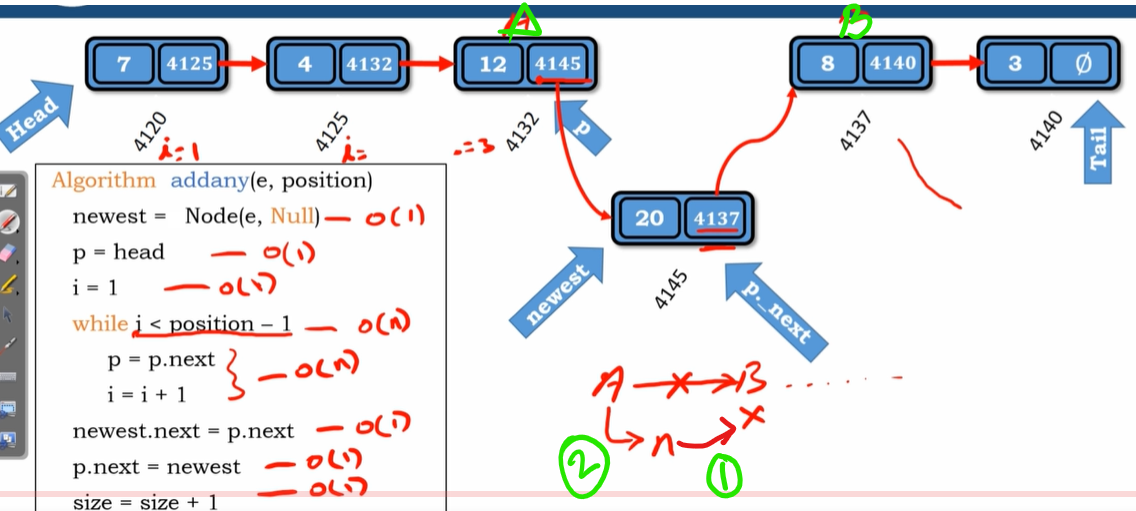 A B
7 4125 4 4132 12 4145 8 4140 3 Ø
Head 4120 4125 4132 p 4137 4140 Tail
i=1 i= -=3
Algorithm addany(e, position)
newest = Node(e, Null) — O(1)
p = head — O(1)
i = 1 — O(1)
while i < position – 1 — O(n)
p = p.next
i = i + 1 } — O(n)
newest.next = p.next — O(1)
p.next = newest — O(1)
size = size + 1 — O(1)
20 4137
newest 4145 p._next
A → B ......
n → x
② ①